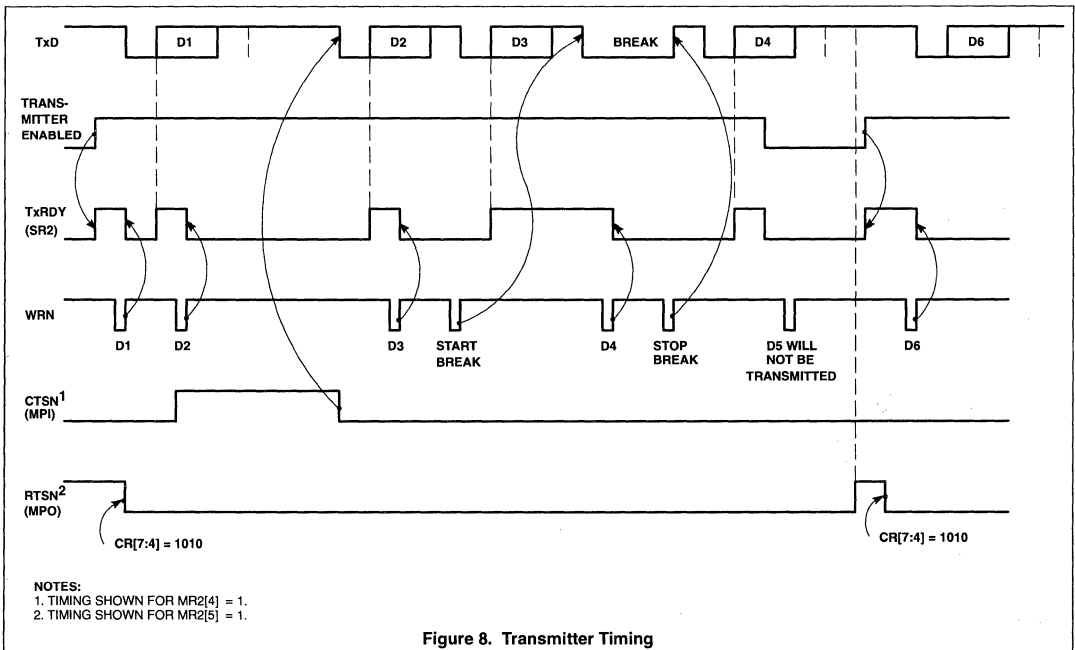 TxD
D1
D2
D3
BREAK
D4
D6
TRANS-
MITTER
ENABLED
TxRDY
(SR2)
WRN
D1
D2
D3
START
BREAK
D4
STOP
BREAK
D5 WILL
NOT BE
TRANSMITTED
D6
CTSN1
(MPI)
RTSN2
(MPO)
CR[7:4] = 1010
CR[7:4] = 1010
NOTES:
1. TIMING SHOWN FOR MR2[4] = 1.
2. TIMING SHOWN FOR MR2[5] = 1.
Figure 8. Transmitter Timing